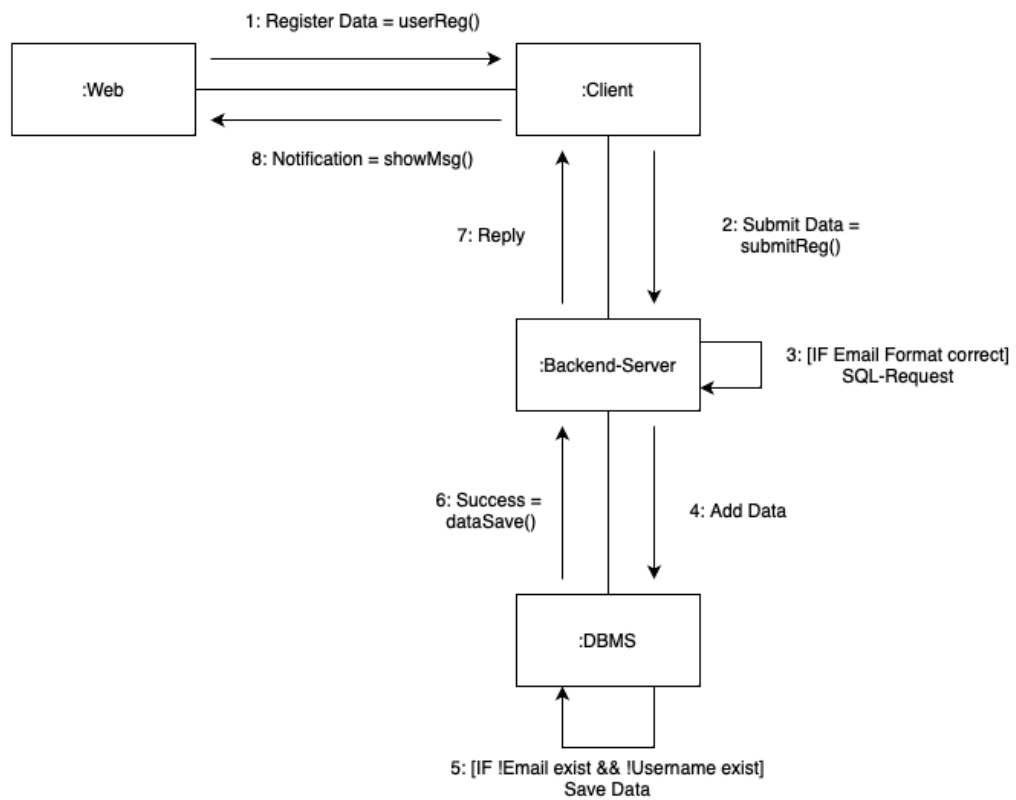 1: Register Data = userReg()
:Web
:Client
8: Notification = showMsg()
7: Reply
2: Submit Data =
submitReg()
:Backend-Server
3: [IF Email Format correct]
SQL-Request
6: Success =
dataSave()
4: Add Data
:DBMS
5: [IF !Email exist && !Username exist]
Save Data